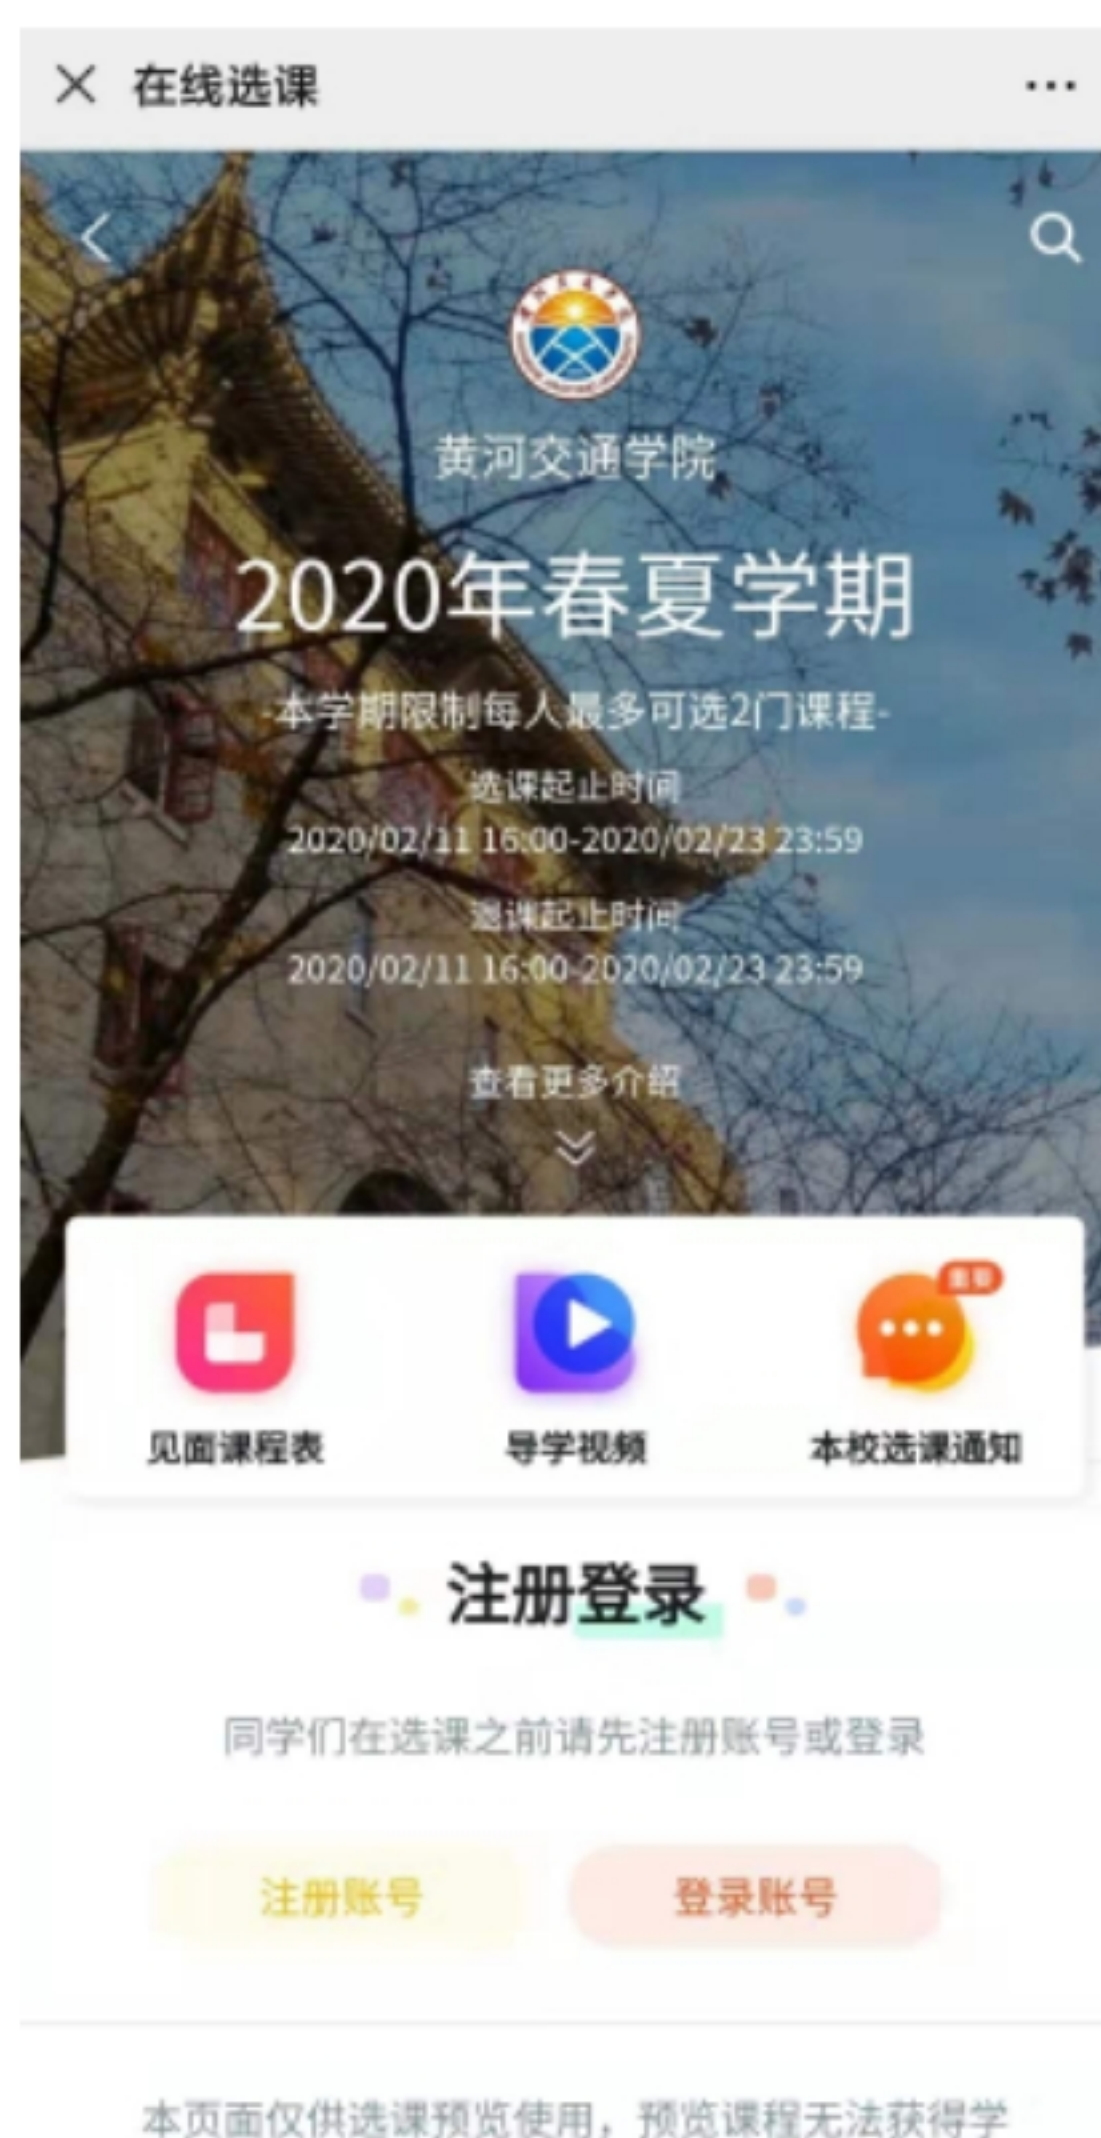 在线选课
黄河交通学院
2020年春夏学期
-本学期限制每人最多可选2门课程-
选课起止时间
2020/02/11 16:00-2020/02/23 23:59
退课起止时间
2020/02/11 16:00-2020/02/23 23:59
查看更多介绍
重要
见面课程表
导学视频
本校选课通知
注册登录
同学们在选课之前请先注册账号或登录
注册账号
登录账号
本页面仅供选课预览使用，预览课程无法获得学